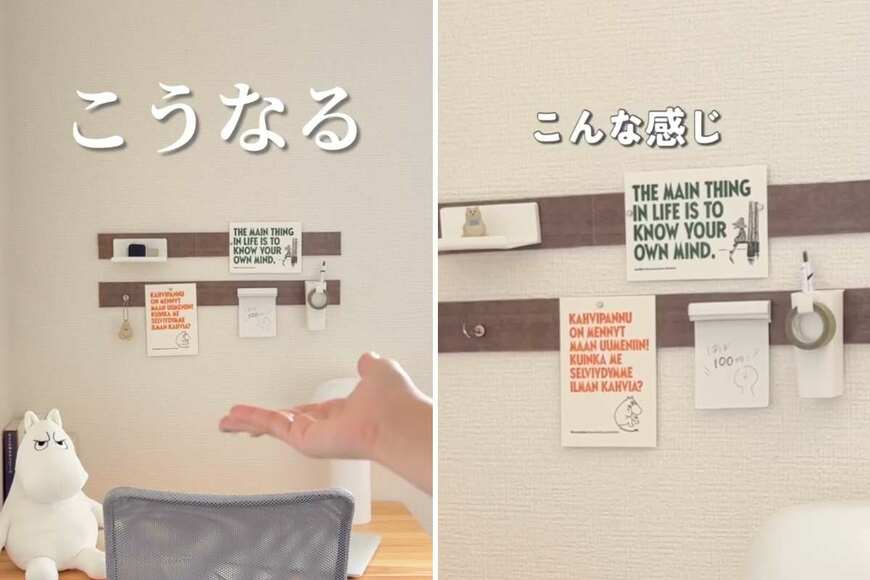 こうなる
THE MAIN THING
IN LIFE IS TO
KNOW YOUR
OWN MIND.
KAHVIPANNU
ON MENNYT
MAAN UUMENIIN!
KUINKA ME
SELVIYDYMME
ILMAN KAHVIA?
100
こんな感じ
THE MAIN THING
IN LIFE IS TO
KNOW YOUR
OWN MIND.
KAHVIPANNU
ON MENNYT
MAAN UUMENIIN!
KUINKA ME
SELVIYDYMME
ILMAN KAHVIA?
100